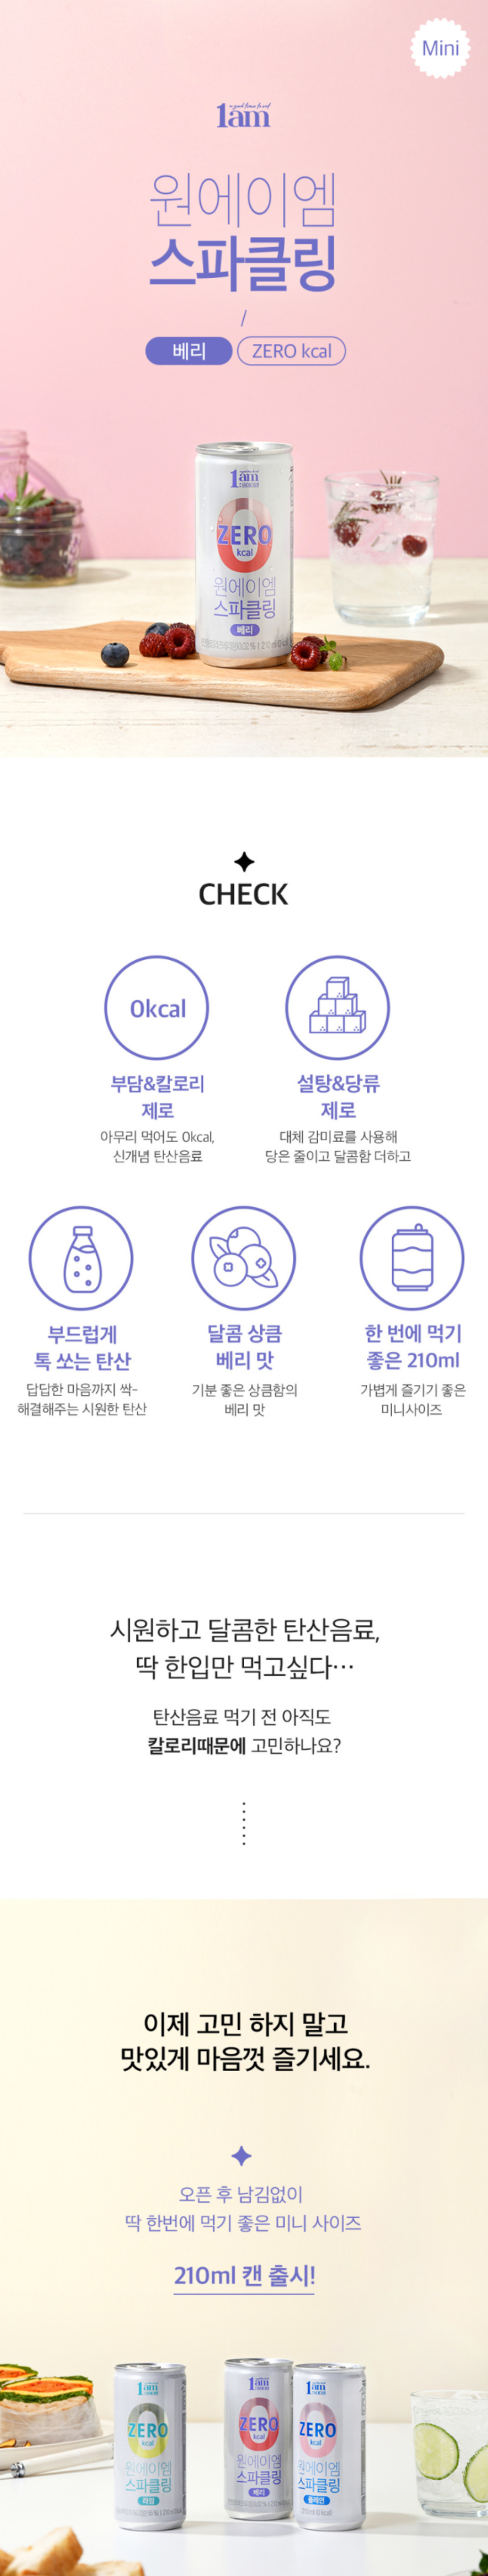 Mini
a good time to eat
1am
원에이엠
스파클링
/
베리 ZERO kcal
1am
ZERO
kcal
원에이엠
스파클링
베리
CHECK
0kcal
부담&칼로리
제로
아무리 먹어도 0kcal,
신개념 탄산음료
설탕&당류
제로
대체 감미료를 사용해
당은 줄이고 달콤함 더하고
부드럽게
톡 쏘는 탄산
답답한 마음까지 싹-
해결해주는 시원한 탄산
달콤 상큼
베리 맛
기분 좋은 상큼함의
베리 맛
한 번에 먹기
좋은 210ml
가볍게 즐기기 좋은
미니사이즈
시원하고 달콤한 탄산음료,
딱 한입만 먹고싶다…
탄산음료 먹기 전 아직도
칼로리때문에 고민하나요?
이제 고민 하지 말고
맛있게 마음껏 즐기세요.
오픈 후 남김없이
딱 한번에 먹기 좋은 미니 사이즈
210ml 캔 출시!
1am
ZERO
kcal
원에이엠
스파클링
라임
1am
ZERO
kcal
원에이엠
스파클링
베리
1am
ZERO
kcal
원에이엠
스파클링
플레인